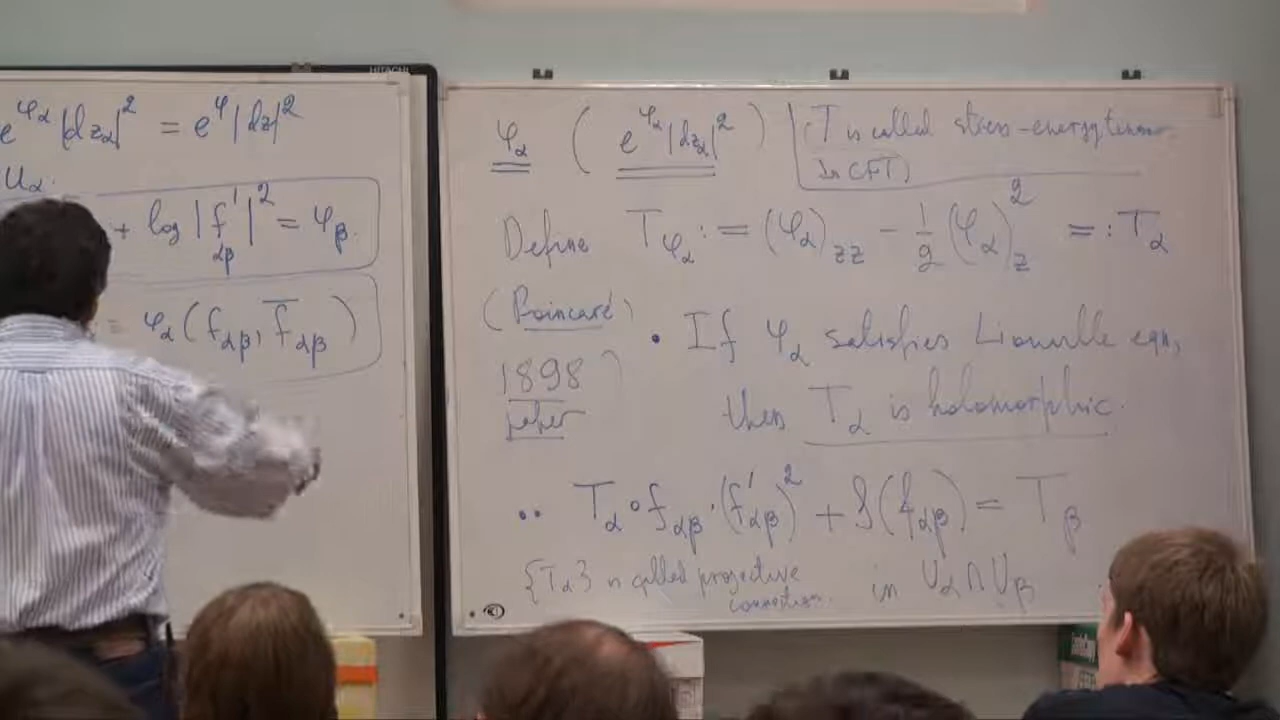 e^{φ_α} |dz_α|^2 = e^φ |dz|^2
U_α.
+ log |f'_{αβ}|^2 = φ_β.
= φ_α (f_{αβ}, \overline{f}_{αβ})
HITACHI
φ_α ( e^{φ_α} |dz_α|^2 )
(T is called stress-energy tensor
in CFT)
Define T_{φ_α} := (φ_α)_{zz} - 1/2 (φ_α)_z^2 =: T_α
(Poincaré)
1898
paper
• If φ_α satisfies Liouville eqn,
then T_α is holomorphic.
•• T_α ∘ f_{αβ} · (f'_{αβ})^2 + S(f_{αβ}) = T_β
{T_α} is called projective
connection.
in U_α ∩ U_β